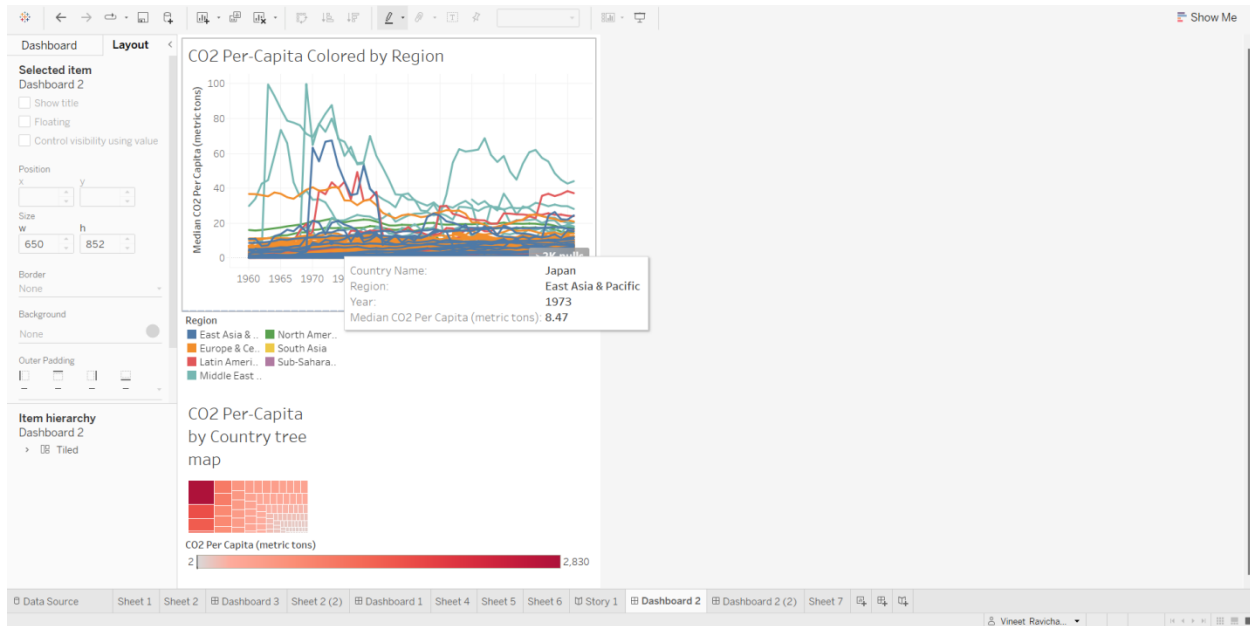 Show Me
Dashboard Layout
Selected item
Dashboard 2
Show title
Floating
Control visibility using value
Position
x y
Size
w h
650 852
Border
None
Background
None
Outer Padding
Item hierarchy
Dashboard 2
Tiled
CO2 Per-Capita Colored by Region
Median CO2 Per Capita (metric tons)
100
80
60
40
20
0
1960 1965 1970 19
Country Name: Japan
Region: East Asia & Pacific
Year: 1973
Median CO2 Per Capita (metric tons): 8.47
Region
East Asia & .. North Amer..
Europe & Ce.. South Asia
Latin Ameri.. Sub-Sahara..
Middle East ..
CO2 Per-Capita
by Country tree
map
CO2 Per Capita (metric tons)
2 2,830
Data Source Sheet 1 Sheet 2 Dashboard 3 Sheet 2 (2) Dashboard 1 Sheet 4 Sheet 5 Sheet 6 Story 1 Dashboard 2 Dashboard 2 (2) Sheet 7
Vineet Ravicha...